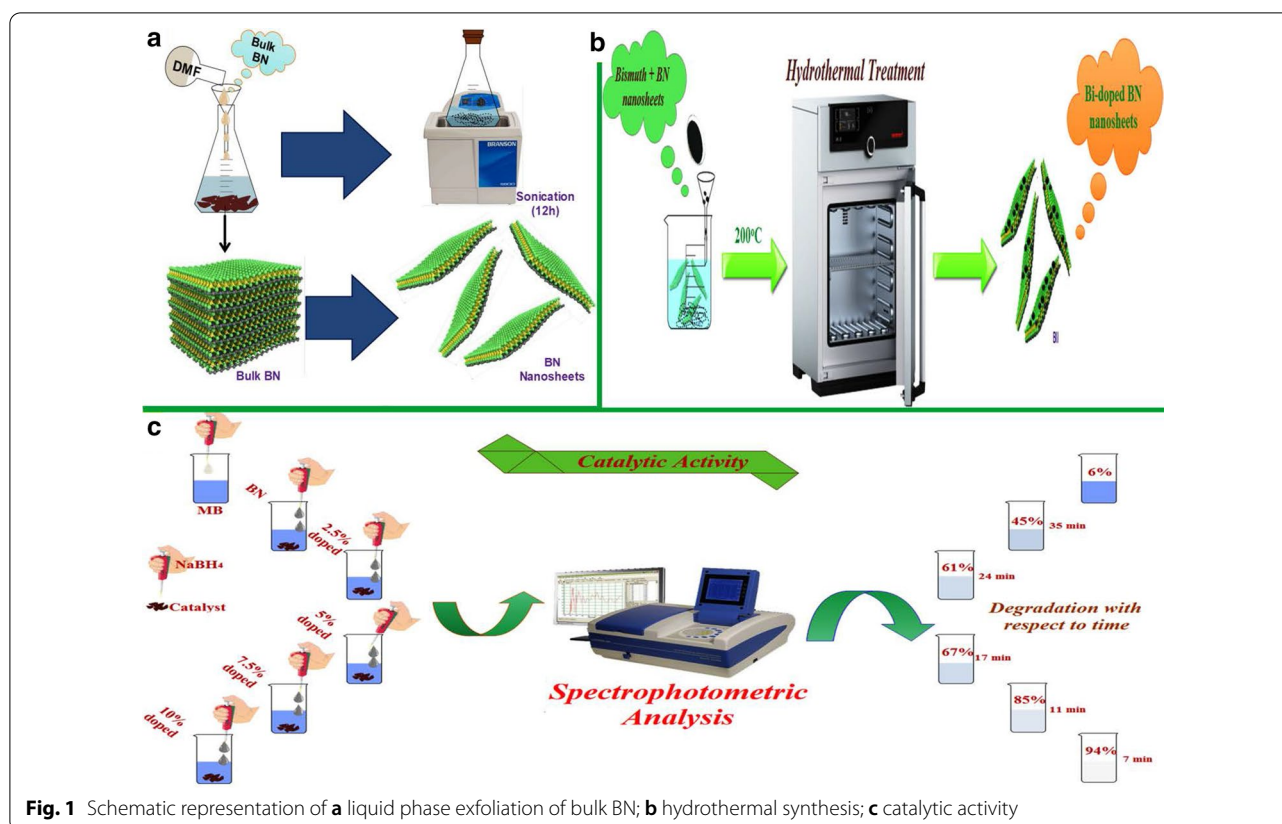 a
Bulk
BN
DMF
BRANSON
Sonication
(12h)
Bulk BN
BN
Nanosheets
b
Bismuth + BN
nanosheets
Hydrothermal Treatment
200°C
Bi-doped BN
nanosheets
BI
c
MB
BN
2.5%
doped
NaBH4
Catalyst
5%
doped
7.5%
doped
10%
doped
Catalytic Activity
Spectrophotometric
Analysis
6%
45%
35 min
61%
24 min
Degradation with
respect to time
67%
17 min
85%
11 min
94%
7 min
Fig. 1 Schematic representation of a liquid phase exfoliation of bulk BN; b hydrothermal synthesis; c catalytic activity